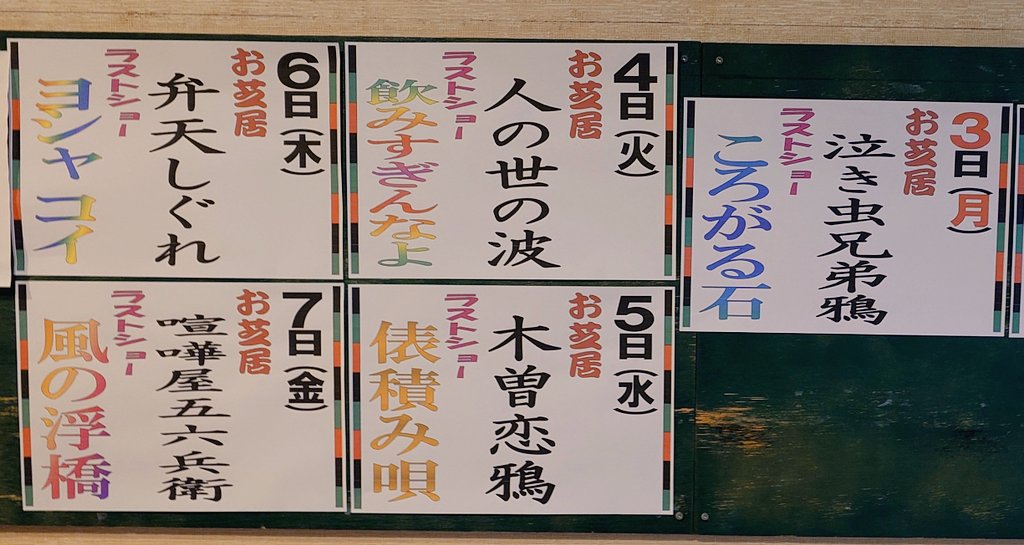 3日(月)
お芝居
泣き虫兄弟鴉
ラストショー
ころがる石
4日(火)
お芝居
人の世の波
ラストショー
飲みすぎんなよ
5日(水)
お芝居
木曽恋鴉
ラストショー
俵積み唄
6日(木)
お芝居
弁天しぐれ
ラストショー
ヨシャコイ
7日(金)
お芝居
喧嘩屋五六兵衛
ラストショー
風の浮橋